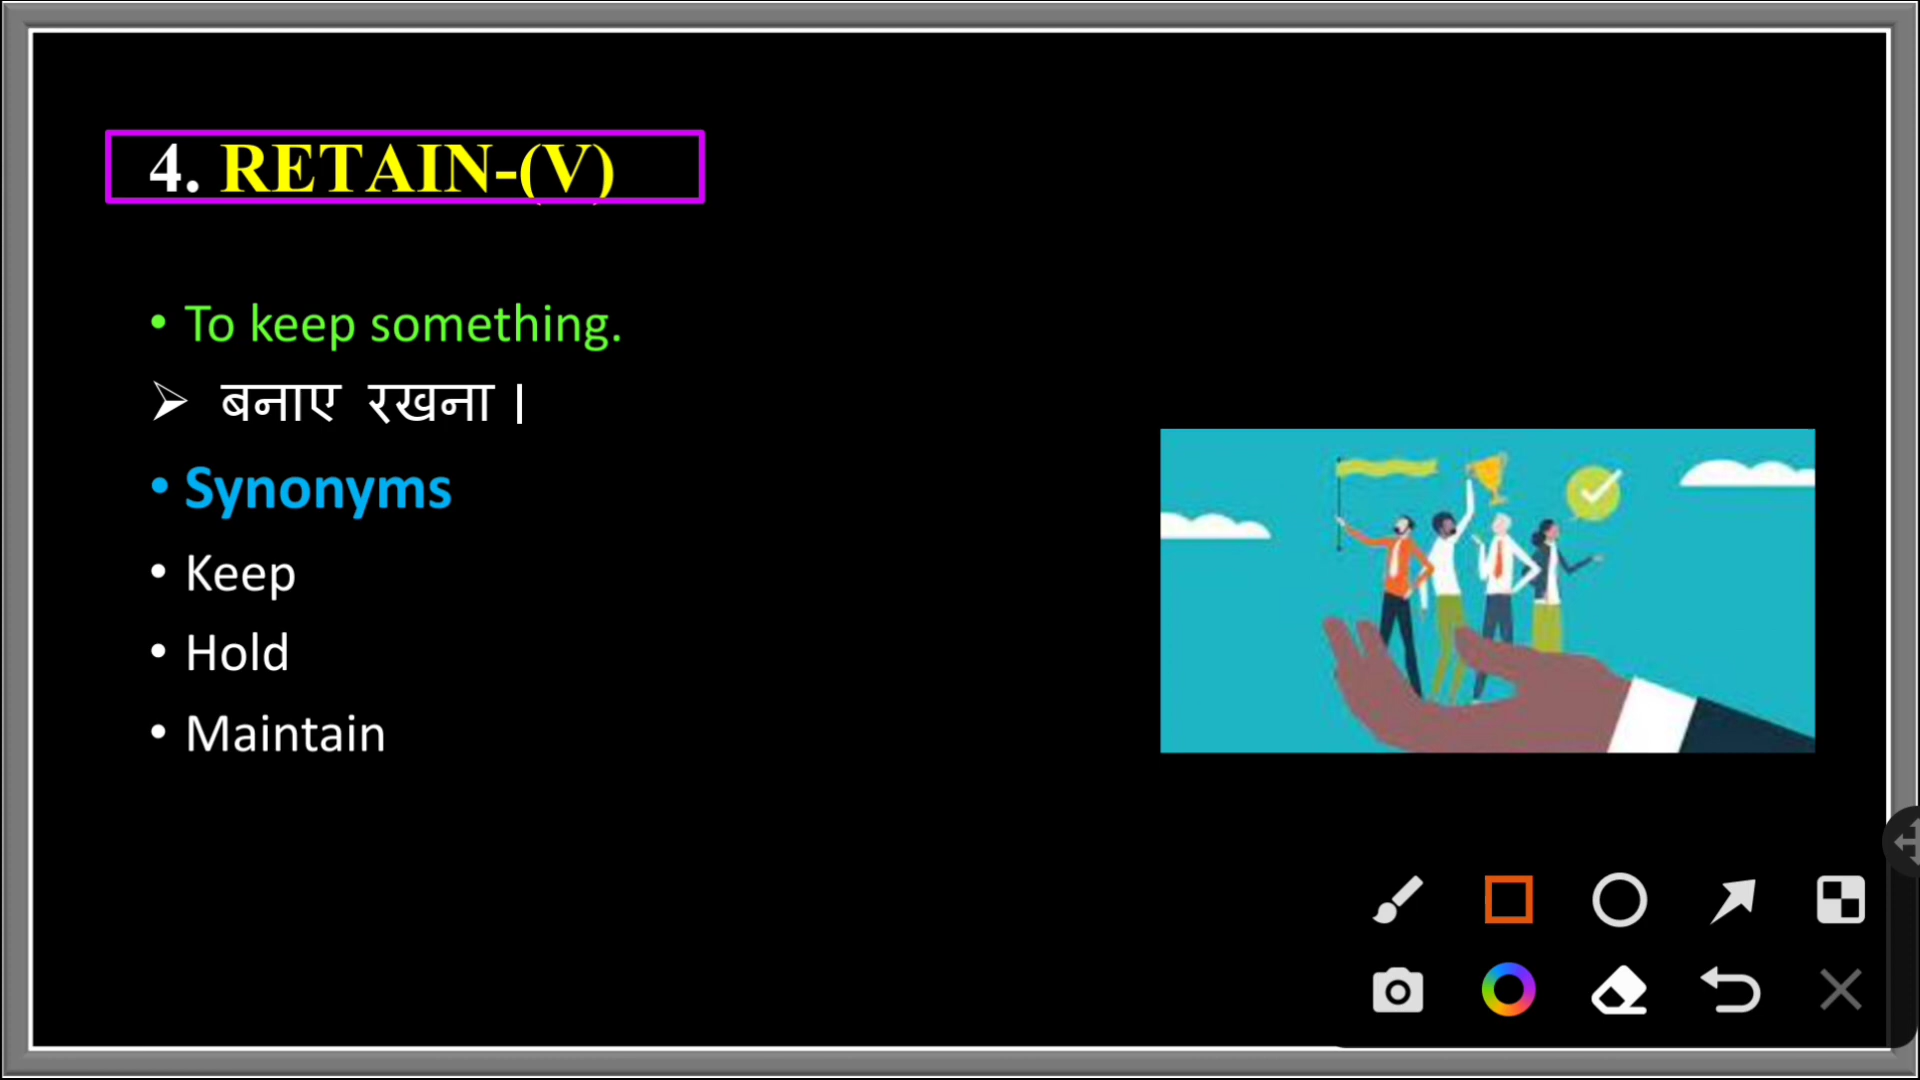 4. RETAIN-(V)
• To keep something.
➢ बनाए रखना ।
• Synonyms
• Keep
• Hold
• Maintain